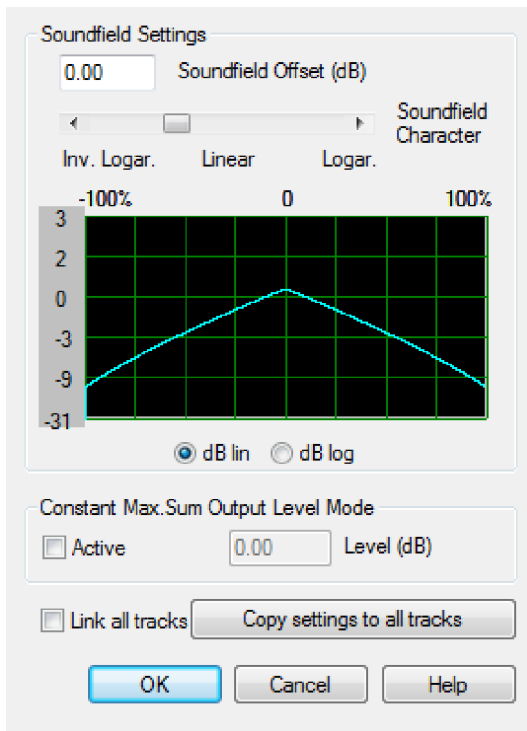 Soundfield Settings
0.00 Soundfield Offset (dB)
Soundfield
Character
Inv. Logar. Linear Logar.
-100% 0 100%
3
2
0
-3
-9
-31
dB lin dB log
Constant Max.Sum Output Level Mode
Active 0.00 Level (dB)
Link all tracks Copy settings to all tracks
OK Cancel Help